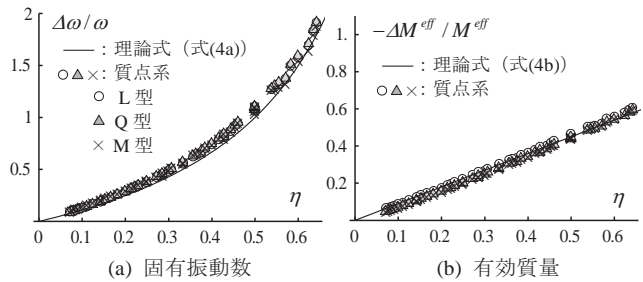 Δω/ω
2
: 理論式（式(4a)）
1.5
○△×: 質点系
○ L 型
△ Q 型
× M 型
1
0.5
η
0 0.1 0.2 0.3 0.4 0.5 0.6
(a) 固有振動数
−ΔM^eff / M^eff
1.0
: 理論式（式(4b)）
0.8
○△×: 質点系
0.6
0.4
0.2
η
0 0.1 0.2 0.3 0.4 0.5 0.6
(b) 有効質量